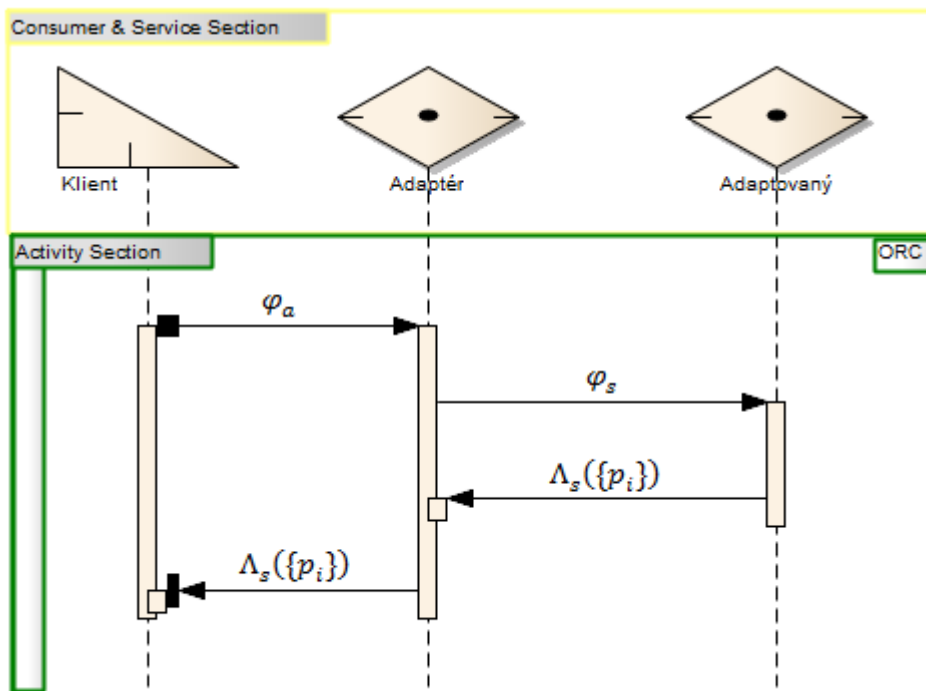 Consumer & Service Section
Klient
Adaptér
Adaptovaný
Activity Section
ORC
φₐ
φₛ
Λₛ({pᵢ})
Λₛ({pᵢ})